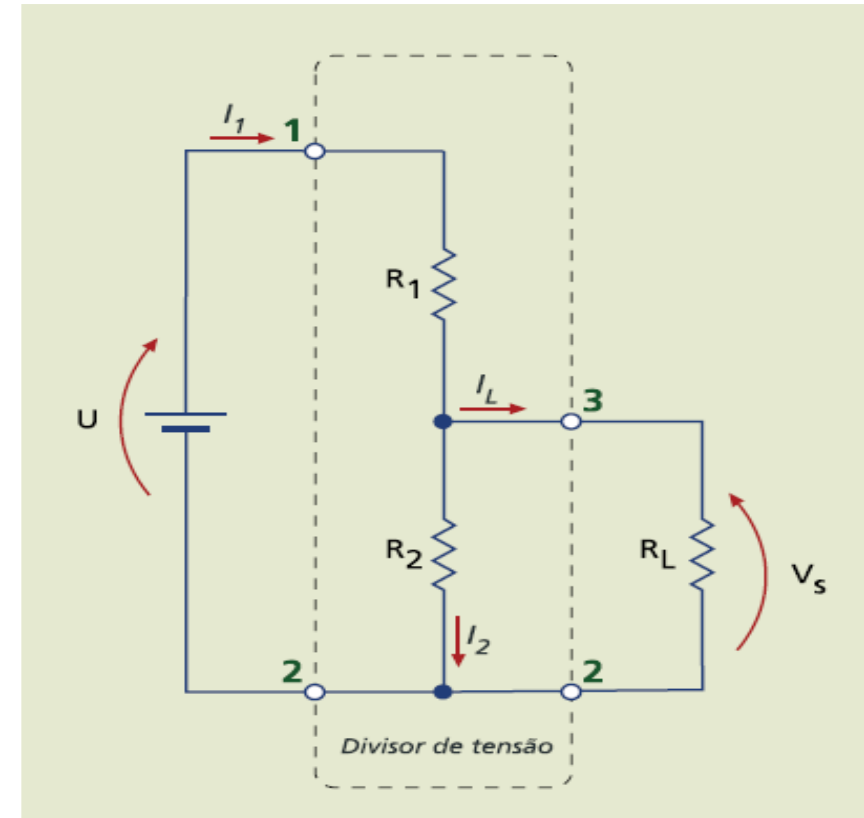 I1 1
R1
IL 3
U
R2 RL Vs
I2
2 2
Divisor de tensão